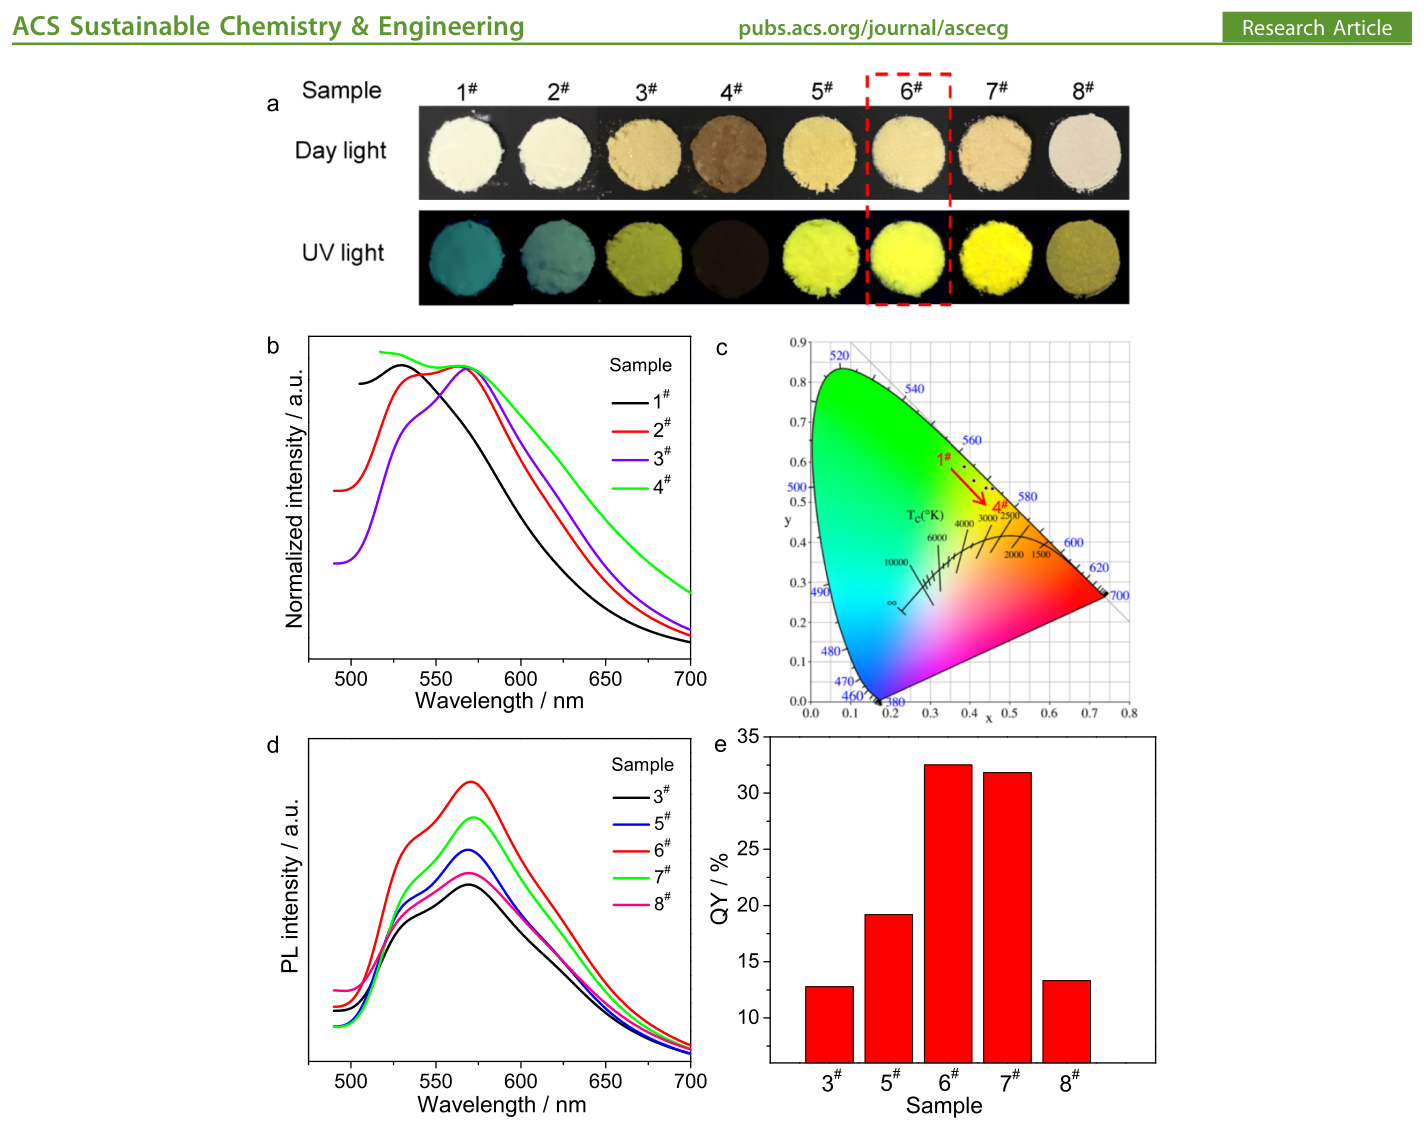 ACS Sustainable Chemistry & Engineering pubs.acs.org/journal/ascecg Research Article
a Sample 1# 2# 3# 4# 5# 6# 7# 8#
Day light
UV light
b
Sample
1#
2#
3#
4#
Normalized intensity / a.u.
500 550 600 650 700
Wavelength / nm
c
0.9
0.8
0.7
0.6
0.5
0.4
0.3
0.2
0.1
0.0
y
0.0 0.1 0.2 0.3 0.4 0.5 0.6 0.7 0.8
x
520
540
560
580
600
620
700
500
490
480
470
460
380
1#
4#
Tc(°K)
∞
10000
6000
4000
3000
2500
2000
1500
d
Sample
3#
5#
6#
7#
8#
PL intensity / a.u.
500 550 600 650 700
Wavelength / nm
e
35
30
25
20
15
10
QY / %
3# 5# 6# 7# 8#
Sample